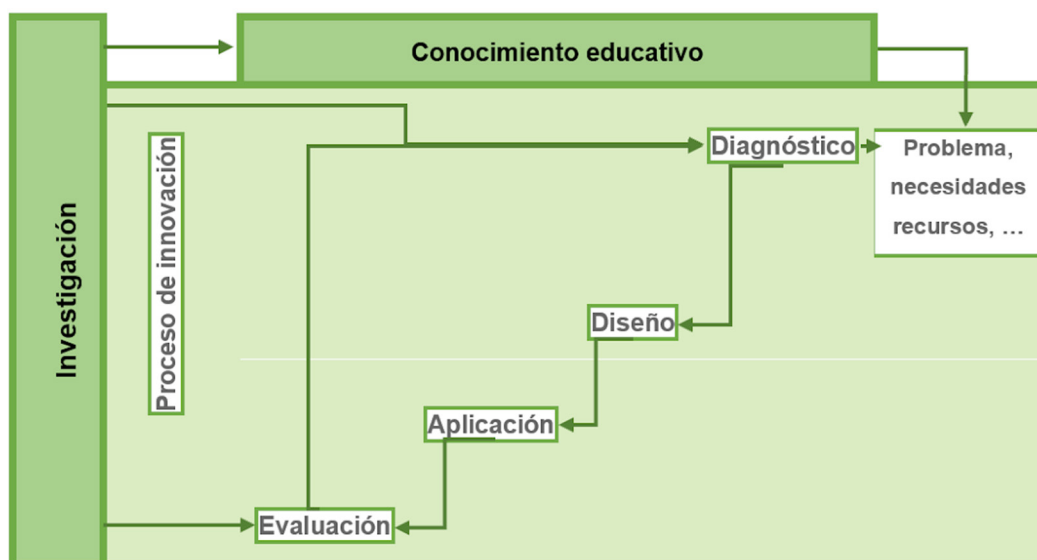 Conocimiento educativo
Investigación
Proceso de innovación
Diagnóstico
Problema,
necesidades
recursos, ...
Diseño
Aplicación
Evaluación